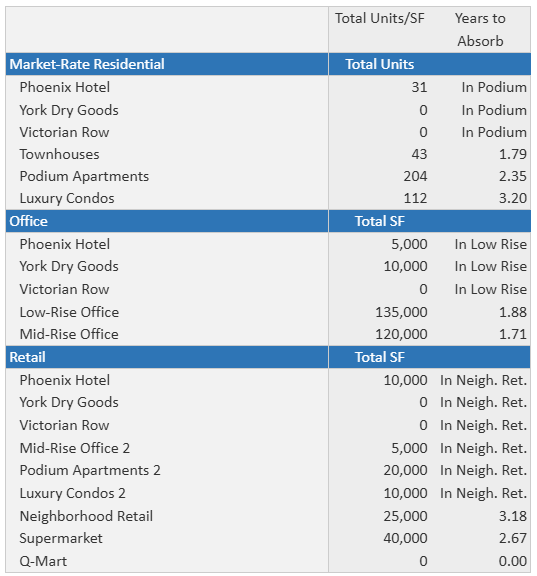 Total Units/SF Years to
Absorb
Market-Rate Residential Total Units
Phoenix Hotel 31 In Podium
York Dry Goods 0 In Podium
Victorian Row 0 In Podium
Townhouses 43 1.79
Podium Apartments 204 2.35
Luxury Condos 112 3.20
Office Total SF
Phoenix Hotel 5,000 In Low Rise
York Dry Goods 10,000 In Low Rise
Victorian Row 0 In Low Rise
Low-Rise Office 135,000 1.88
Mid-Rise Office 120,000 1.71
Retail Total SF
Phoenix Hotel 10,000 In Neigh. Ret.
York Dry Goods 0 In Neigh. Ret.
Victorian Row 0 In Neigh. Ret.
Mid-Rise Office 2 5,000 In Neigh. Ret.
Podium Apartments 2 20,000 In Neigh. Ret.
Luxury Condos 2 10,000 In Neigh. Ret.
Neighborhood Retail 25,000 3.18
Supermarket 40,000 2.67
Q-Mart 0 0.00